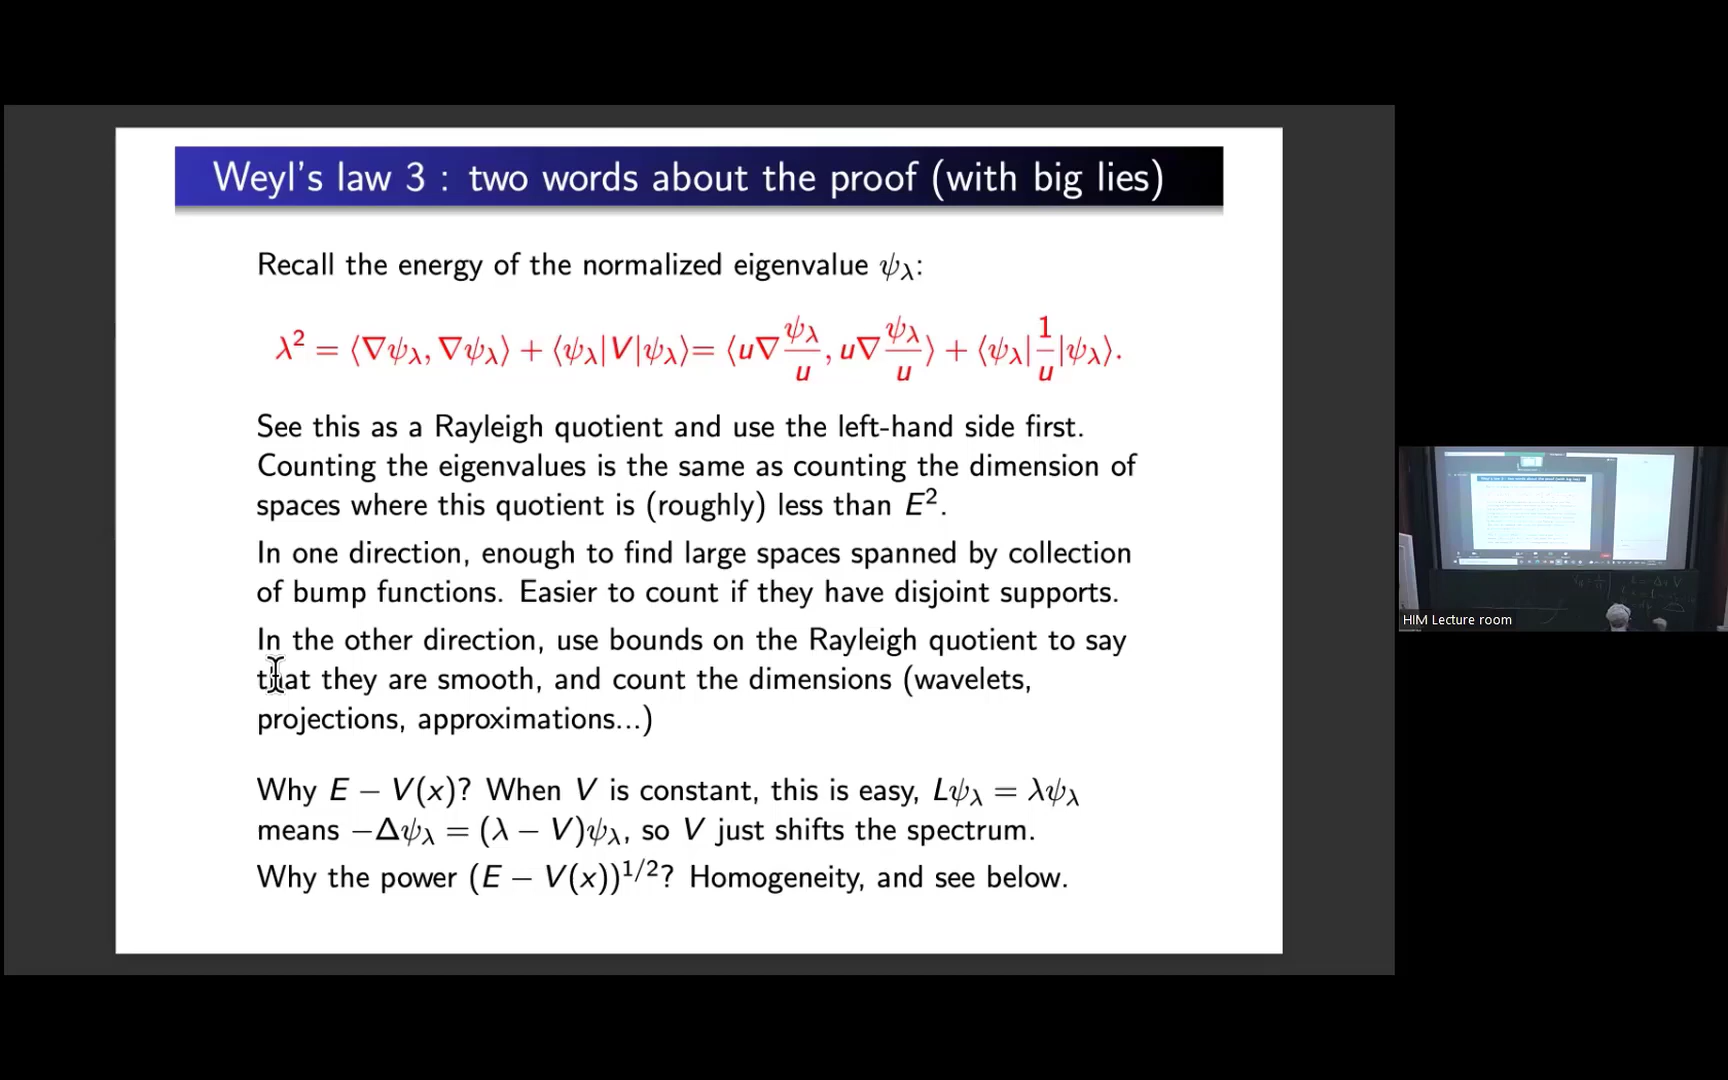 Weyl's law 3 : two words about the proof (with big lies)
Recall the energy of the normalized eigenvalue ψ_λ:
λ² = ⟨∇ψ_λ, ∇ψ_λ⟩ + ⟨ψ_λ|V|ψ_λ⟩= ⟨u∇ ψ_λ/u, u∇ ψ_λ/u⟩ + ⟨ψ_λ| 1/u |ψ_λ⟩.
See this as a Rayleigh quotient and use the left-hand side first.
Counting the eigenvalues is the same as counting the dimension of
spaces where this quotient is (roughly) less than E².
In one direction, enough to find large spaces spanned by collection
of bump functions. Easier to count if they have disjoint supports.
In the other direction, use bounds on the Rayleigh quotient to say
that they are smooth, and count the dimensions (wavelets,
projections, approximations...)
Why E − V(x)? When V is constant, this is easy, Lψ_λ = λψ_λ
means −Δψ_λ = (λ − V)ψ_λ, so V just shifts the spectrum.
Why the power (E − V(x))^{1/2}? Homogeneity, and see below.
HIM Lecture room